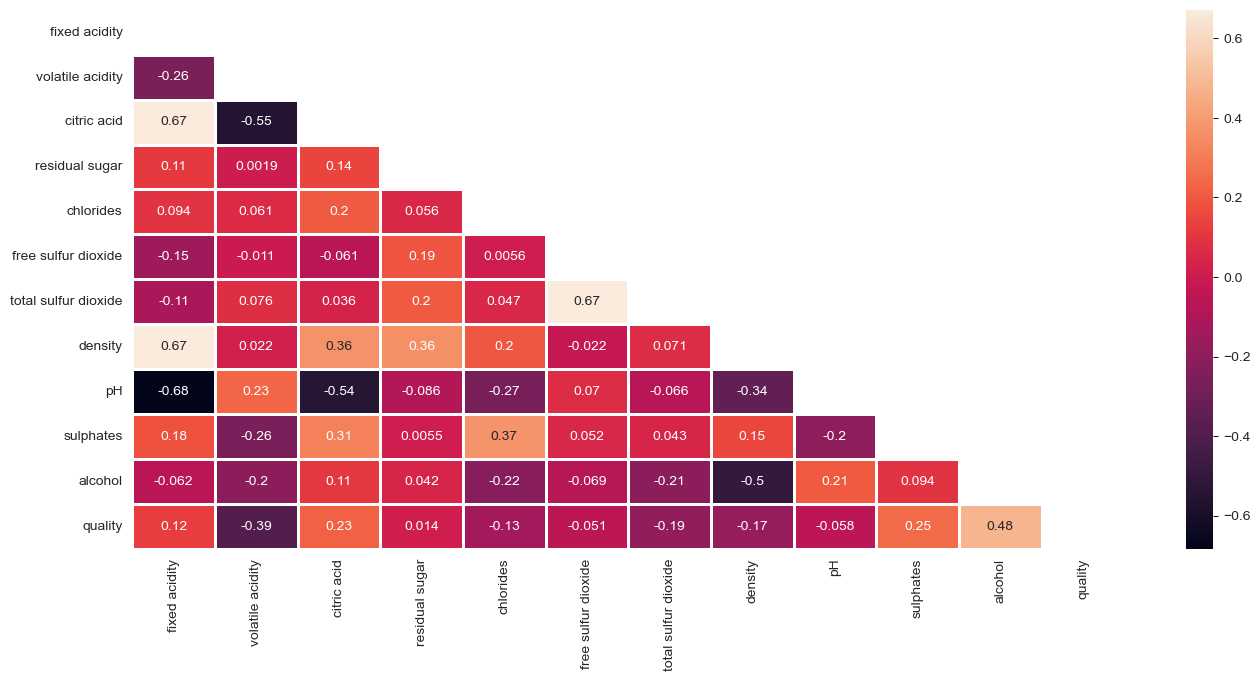 fixed acidity
volatile acidity -0.26
citric acid 0.67 -0.55
residual sugar 0.11 0.0019 0.14
chlorides 0.094 0.061 0.2 0.056
free sulfur dioxide -0.15 -0.011 -0.061 0.19 0.0056
total sulfur dioxide -0.11 0.076 0.036 0.2 0.047 0.67
density 0.67 0.022 0.36 0.36 0.2 -0.022 0.071
pH -0.68 0.23 -0.54 -0.086 -0.27 0.07 -0.066 -0.34
sulphates 0.18 -0.26 0.31 0.0055 0.37 0.052 0.043 0.15 -0.2
alcohol -0.062 -0.2 0.11 0.042 -0.22 -0.069 -0.21 -0.5 0.21 0.094
quality 0.12 -0.39 0.23 0.014 -0.13 -0.051 -0.19 -0.17 -0.058 0.25 0.48
fixed acidity
volatile acidity
citric acid
residual sugar
chlorides
free sulfur dioxide
total sulfur dioxide
density
pH
sulphates
alcohol
quality
0.6
0.4
0.2
0.0
−0.2
−0.4
−0.6